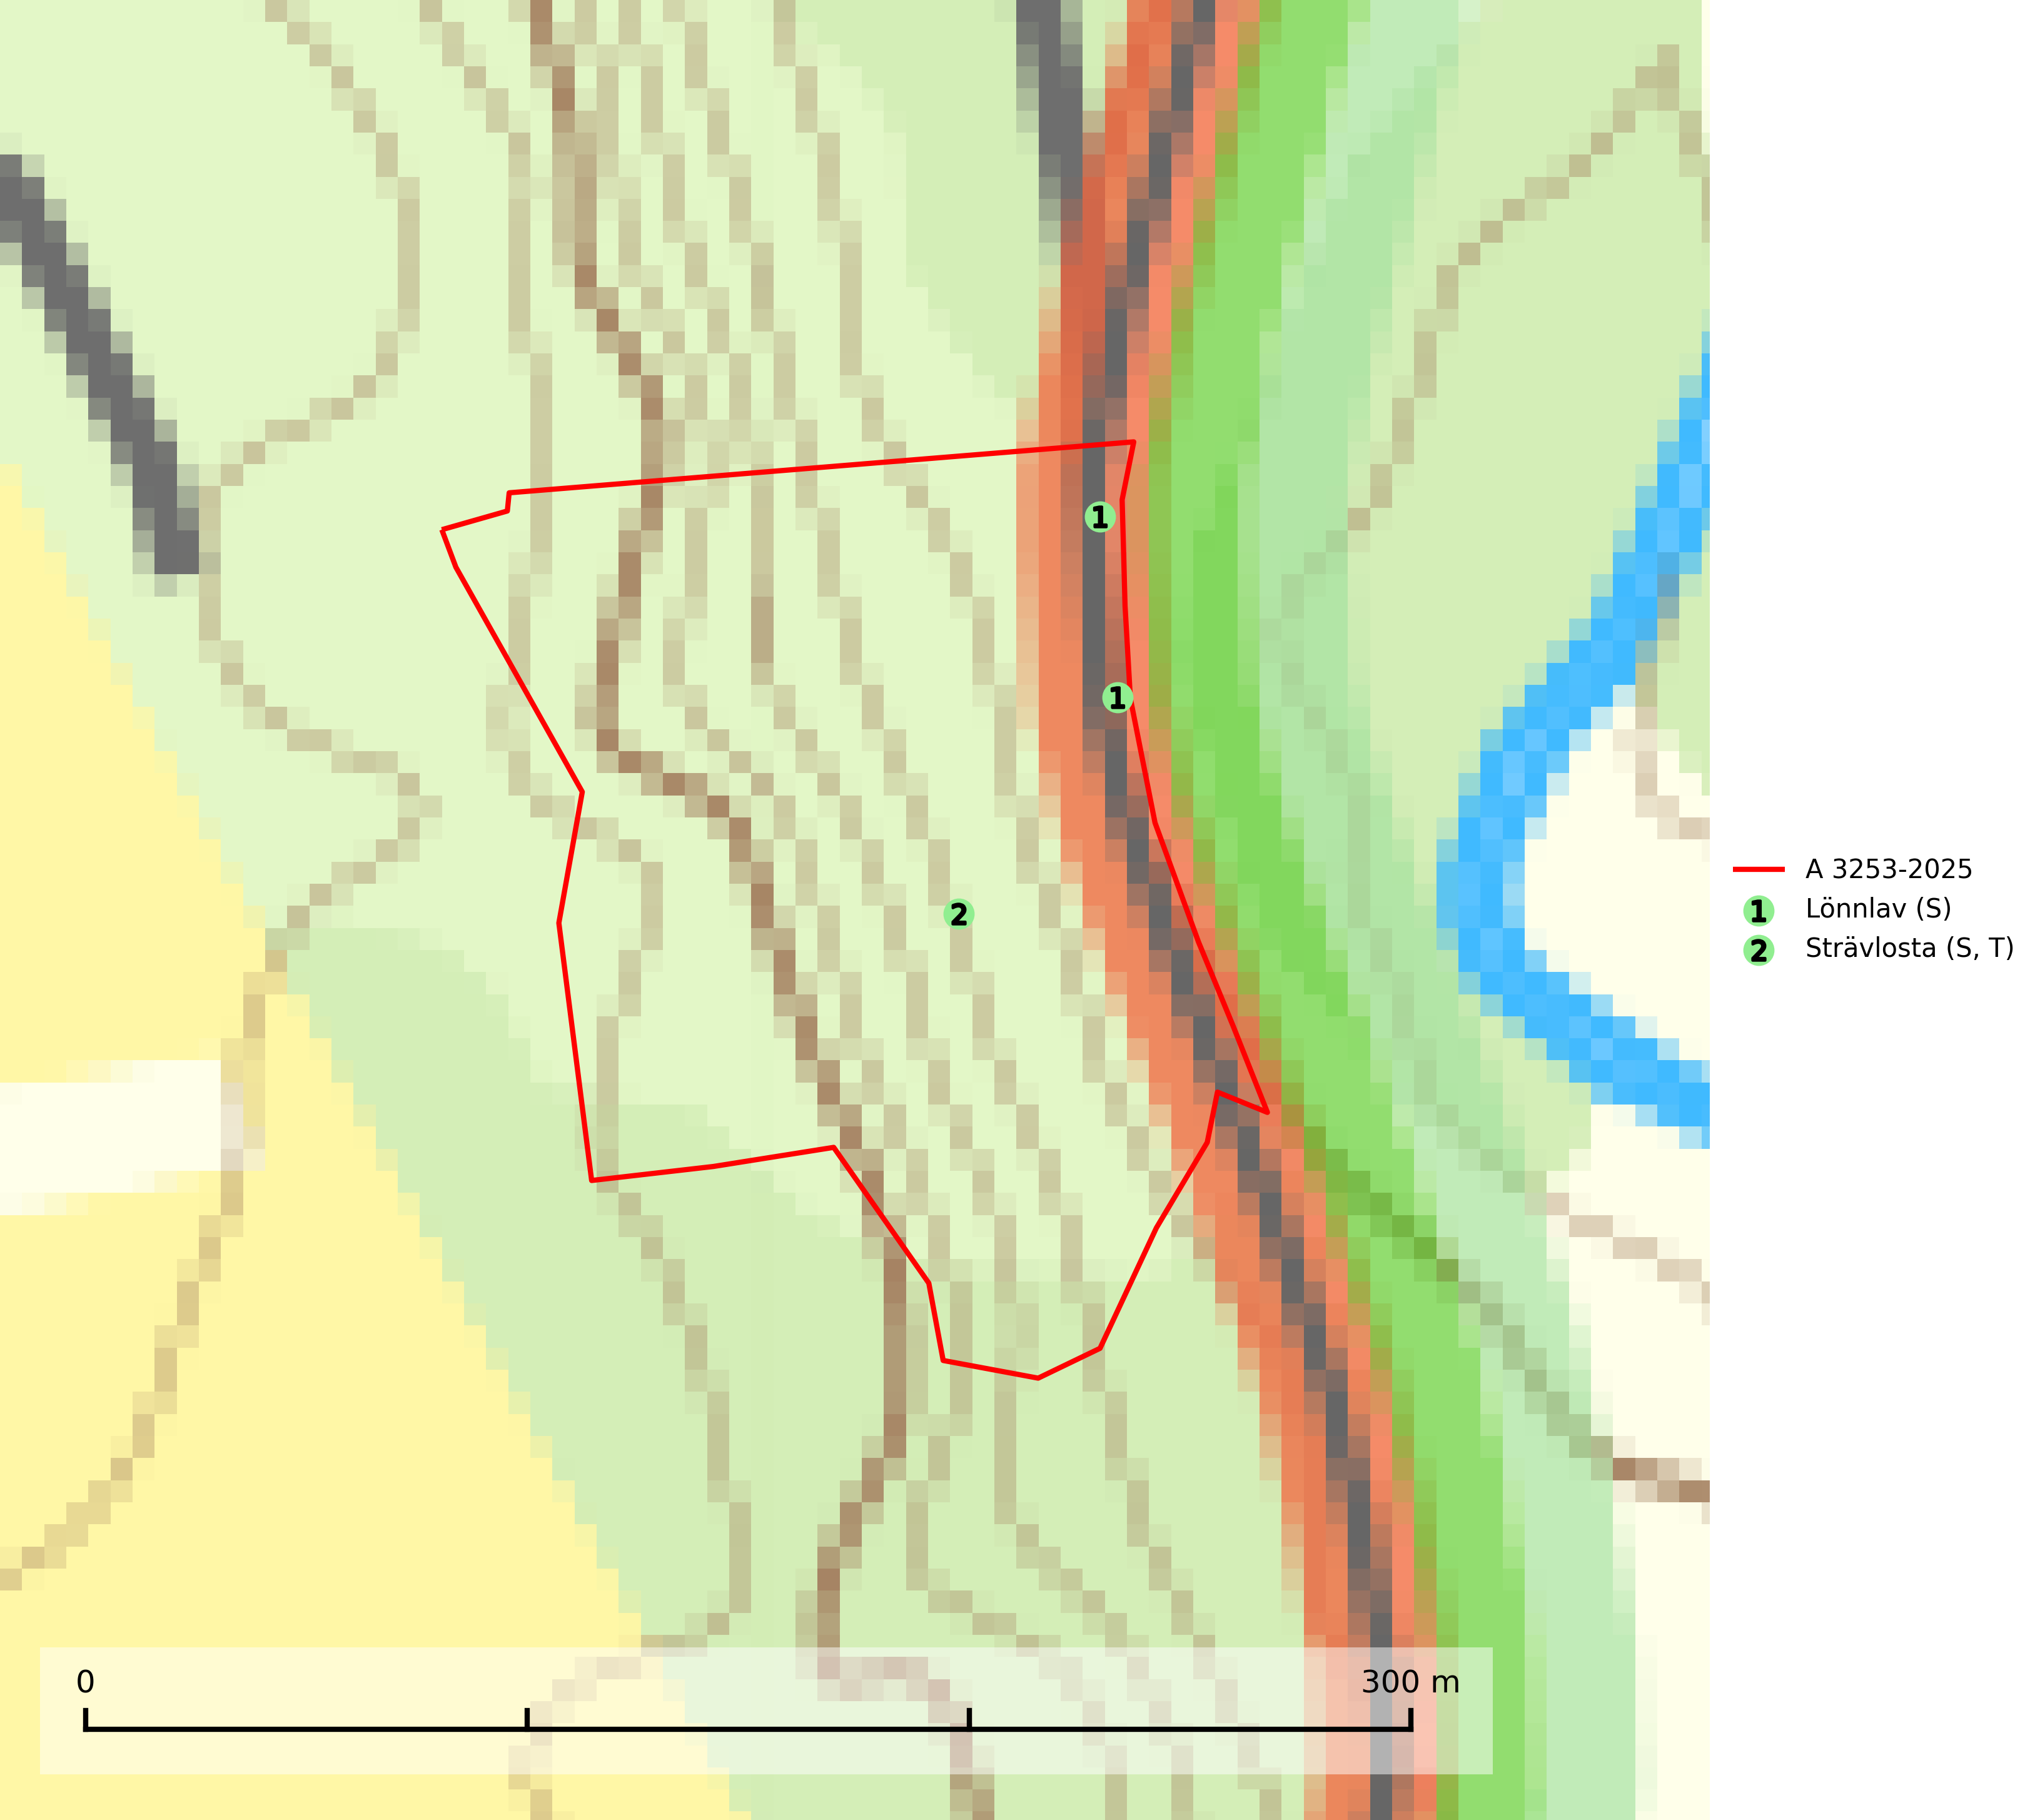 1
1
2
A 3253-2025
1 Lönnlav (S)
2 Strävlosta (S, T)
0 300 m